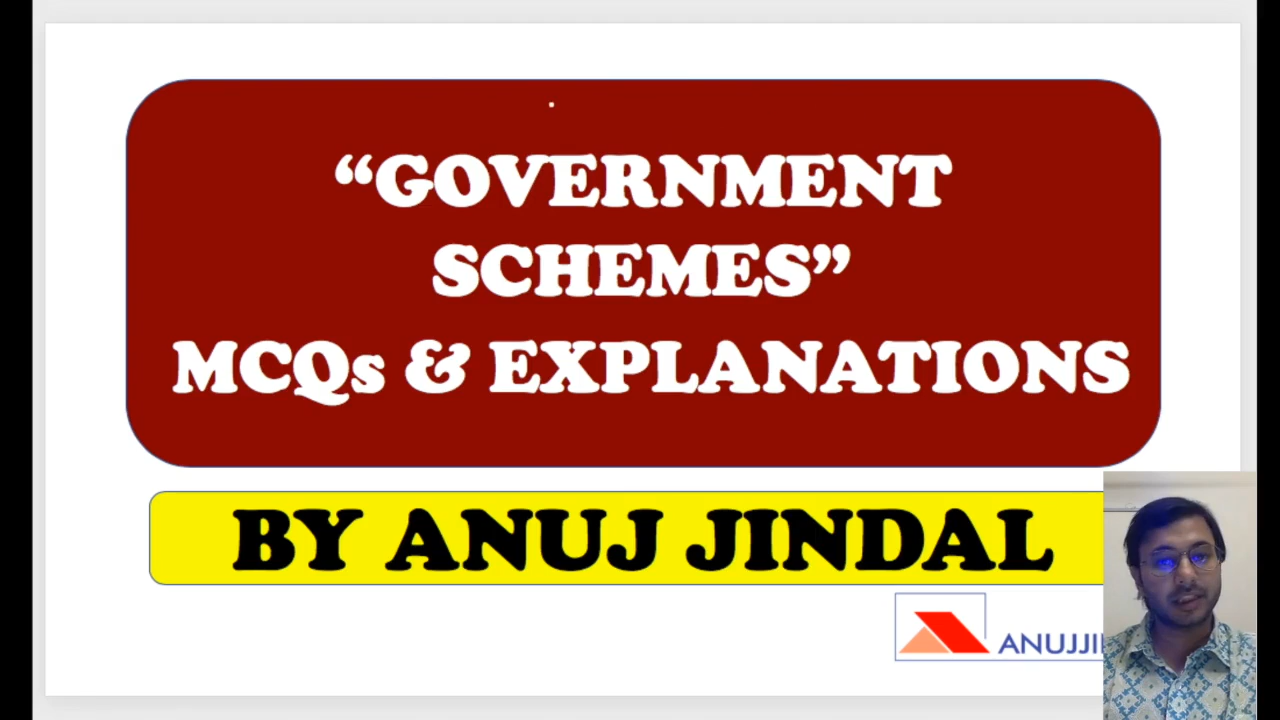 “GOVERNMENT
SCHEMES”
MCQs & EXPLANATIONS
BY ANUJ JINDAL